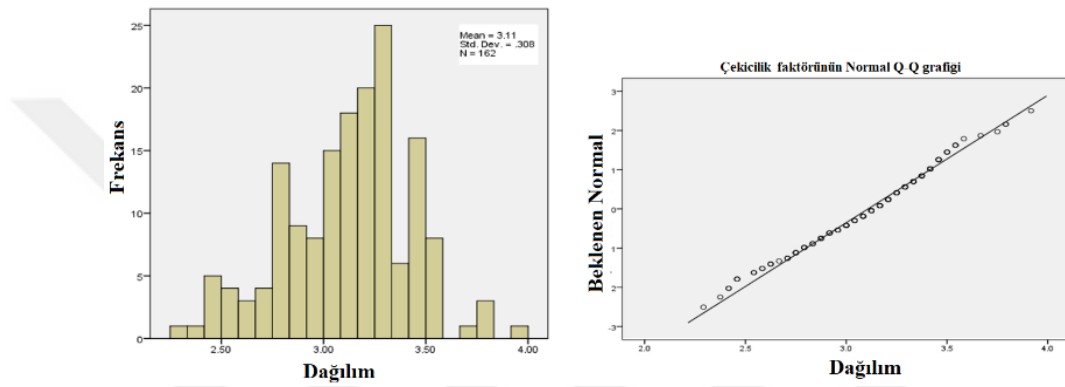 Mean = 3.11
Std. Dev. = .308
N = 162
25
20
15
10
5
0
Frekans
2.50
3.00
3.50
4.00
Dağılım
Çekicilik faktörünün Normal Q-Q grafigi
3
2
1
0
1
2
-3
Beklenen Normal
2.0
2.5
3.0
3.5
4.0
Dağılım